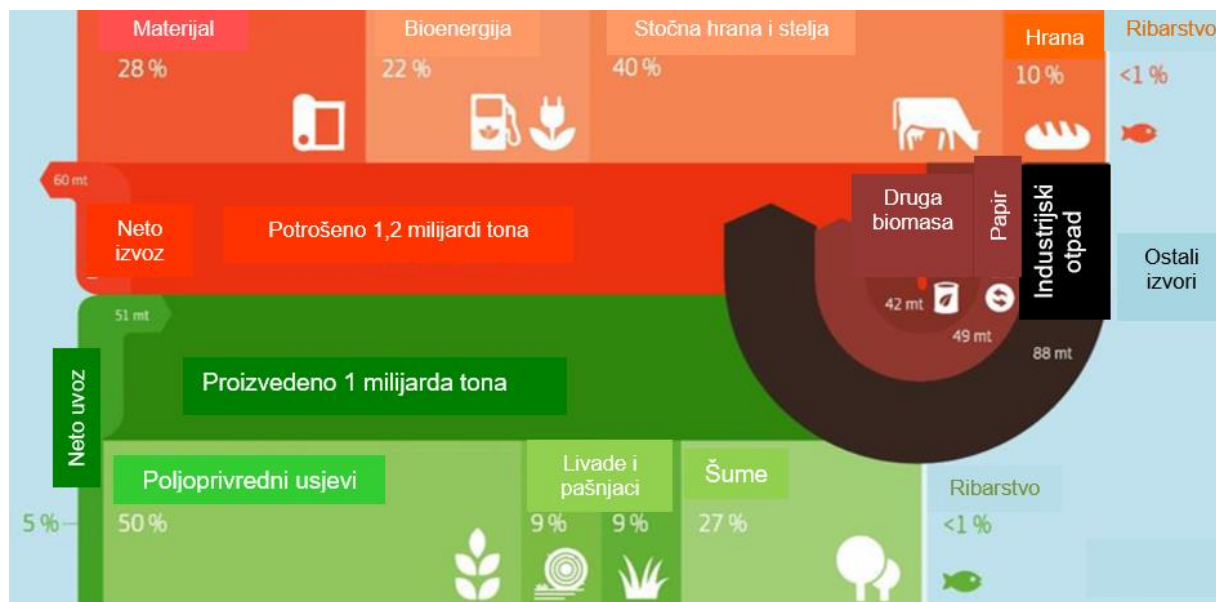 Materijal
28 %
Bioenergija
22 %
Stočna hrana i stelja
40 %
Hrana
10 %
Ribarstvo
<1 %
60 mt
Neto
izvoz
Potrošeno 1,2 milijardi tona
Druga
biomasa
Papir
Industrijski
otpad
Ostali
izvori
42 mt
49 mt
88 mt
51 mt
Neto uvoz
Proizvedeno 1 milijarda tona
5 %
Poljoprivredni usjevi
50 %
Livade i
pašnjaci
9 %
9 %
Šume
27 %
Ribarstvo
<1 %